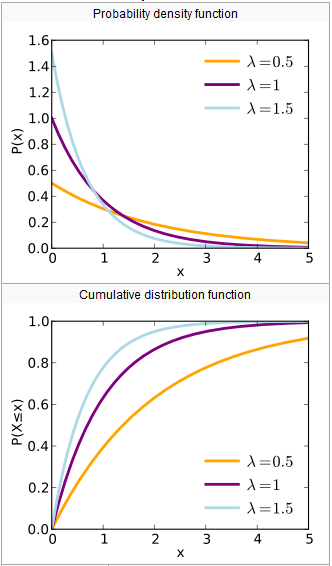 Probability density function
1.6
1.4
1.2
1.0
0.8
0.6
0.4
0.2
0.0
P(x)
λ=0.5
λ=1
λ=1.5
0 1 2 3 4 5
x
Cumulative distribution function
1.0
0.8
0.6
0.4
0.2
0.0
P(X≤x)
λ=0.5
λ=1
λ=1.5
0 1 2 3 4 5
x